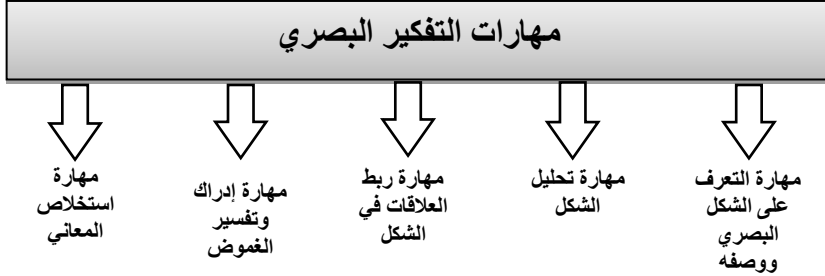 مهارات التفكير البصري
مهارة التعرف
على الشكل
البصري
ووصفه
مهارة تحليل
الشكل
مهارة ربط
العلاقات في
الشكل
مهارة إدراك
وتفسير
الغموض
مهارة
استخلاص
المعاني